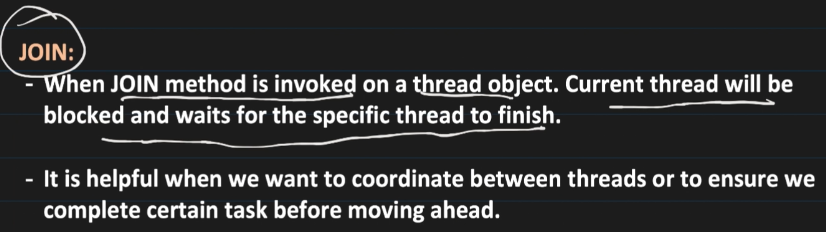 JOIN:
- When JOIN method is invoked on a thread object. Current thread will be
blocked and waits for the specific thread to finish.
- It is helpful when we want to coordinate between threads or to ensure we
complete certain task before moving ahead.